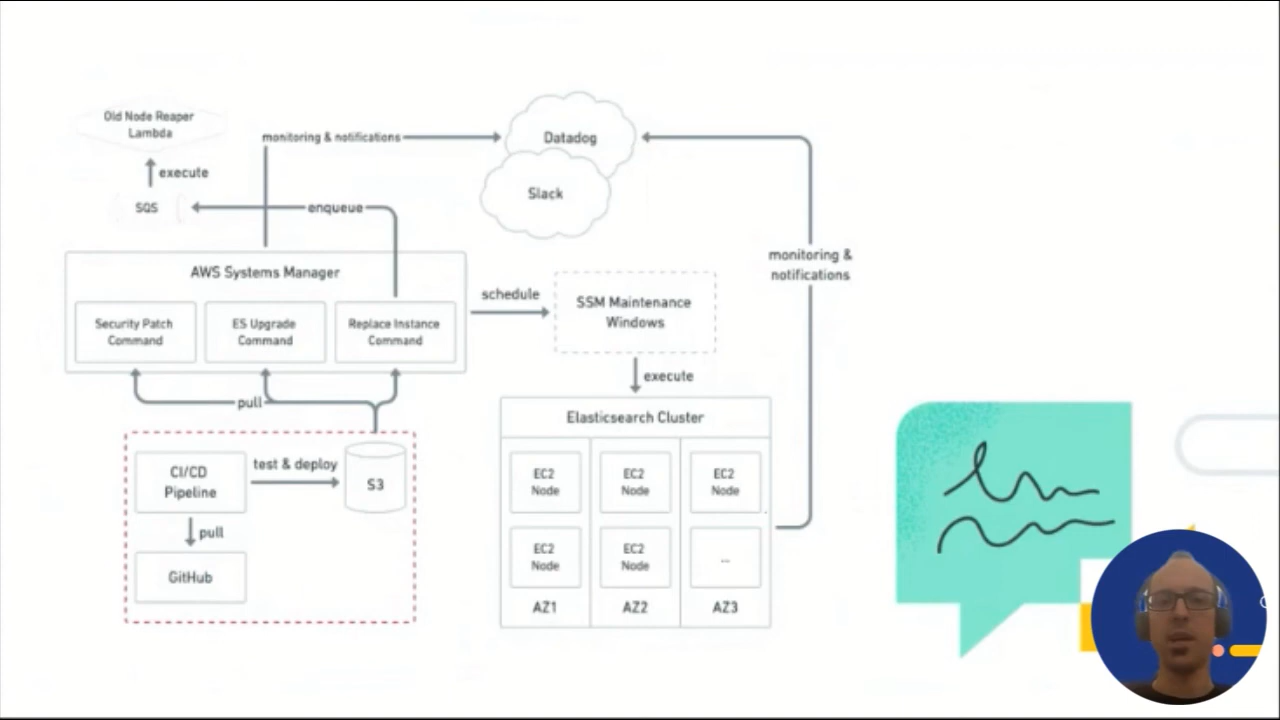 Old Node Reaper
Lambda
execute
SQS
monitoring & notifications
enqueue
Datadog
Slack
monitoring &
notifications
AWS Systems Manager
Security Patch
Command
ES Upgrade
Command
Replace Instance
Command
schedule
SSM Maintenance
Windows
execute
pull
CI/CD
Pipeline
test & deploy
S3
pull
GitHub
Elasticsearch Cluster
EC2
Node
EC2
Node
EC2
Node
EC2
Node
EC2
Node
...
AZ1
AZ2
AZ3